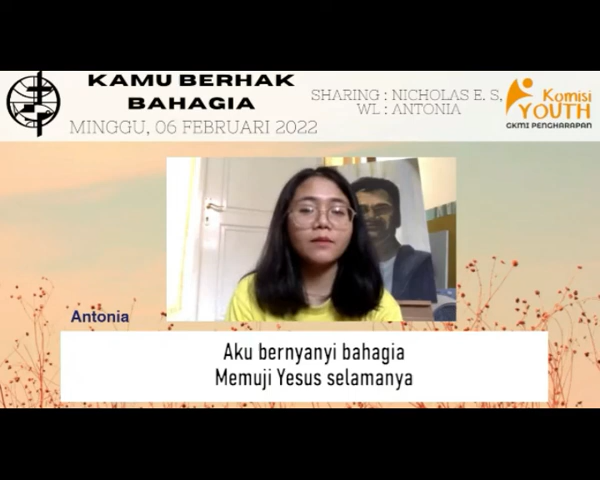 KAMU BERHAK
BAHAGIA
MINGGU, 06 FEBRUARI 2022
SHARING : NICHOLAS E. S,
WL : ANTONIA
Komisi
YOUTH
GKMI PENGHARAPAN
Antonia
Aku bernyanyi bahagia
Memuji Yesus selamanya